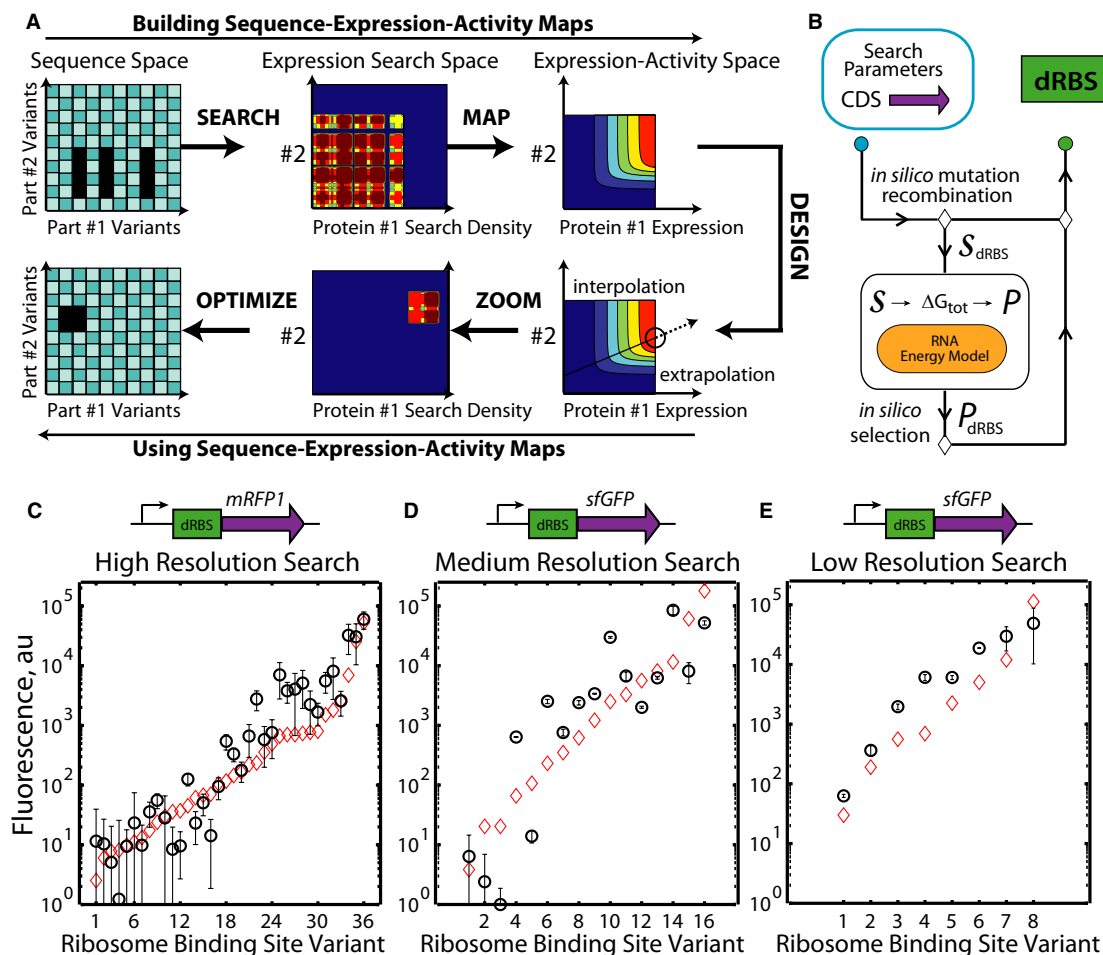 A
Building Sequence-Expression-Activity Maps
Sequence Space
Expression Search Space
Expression-Activity Space
Part #2 Variants
SEARCH
#2
MAP
#2
Part #1 Variants
Protein #1 Search Density
Protein #1 Expression
DESIGN
Part #2 Variants
OPTIMIZE
#2
ZOOM
#2
interpolation
extrapolation
Part #1 Variants
Protein #1 Search Density
Protein #1 Expression
Using Sequence-Expression-Activity Maps
B
Search
Parameters
CDS
dRBS
in silico mutation
recombination
S dRBS
S → ΔG tot → P
RNA
Energy Model
in silico
selection
P dRBS
C
mRFP1
dRBS
High Resolution Search
Fluorescence, au
10^5
10^4
10^3
10^2
10^1
10^0
1 6 12 18 24 30 36
Ribosome Binding Site Variant
D
sfGFP
dRBS
Medium Resolution Search
10^5
10^4
10^3
10^2
10^1
10^0
2 4 6 8 10 12 14 16
Ribosome Binding Site Variant
E
sfGFP
dRBS
Low Resolution Search
10^5
10^4
10^3
10^2
10^1
10^0
1 2 3 4 5 6 7 8
Ribosome Binding Site Variant